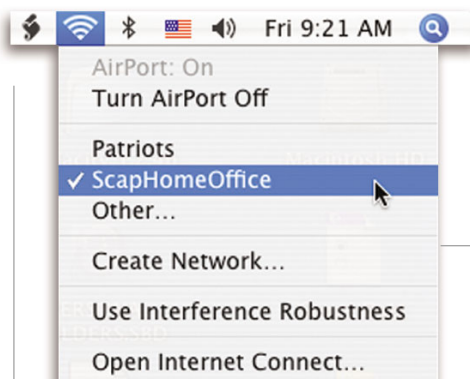 Fri 9:21 AM
AirPort: On
Turn AirPort Off
Patriots
ScapHomeOffice
Other...
Create Network...
Use Interference Robustness
Open Internet Connect...